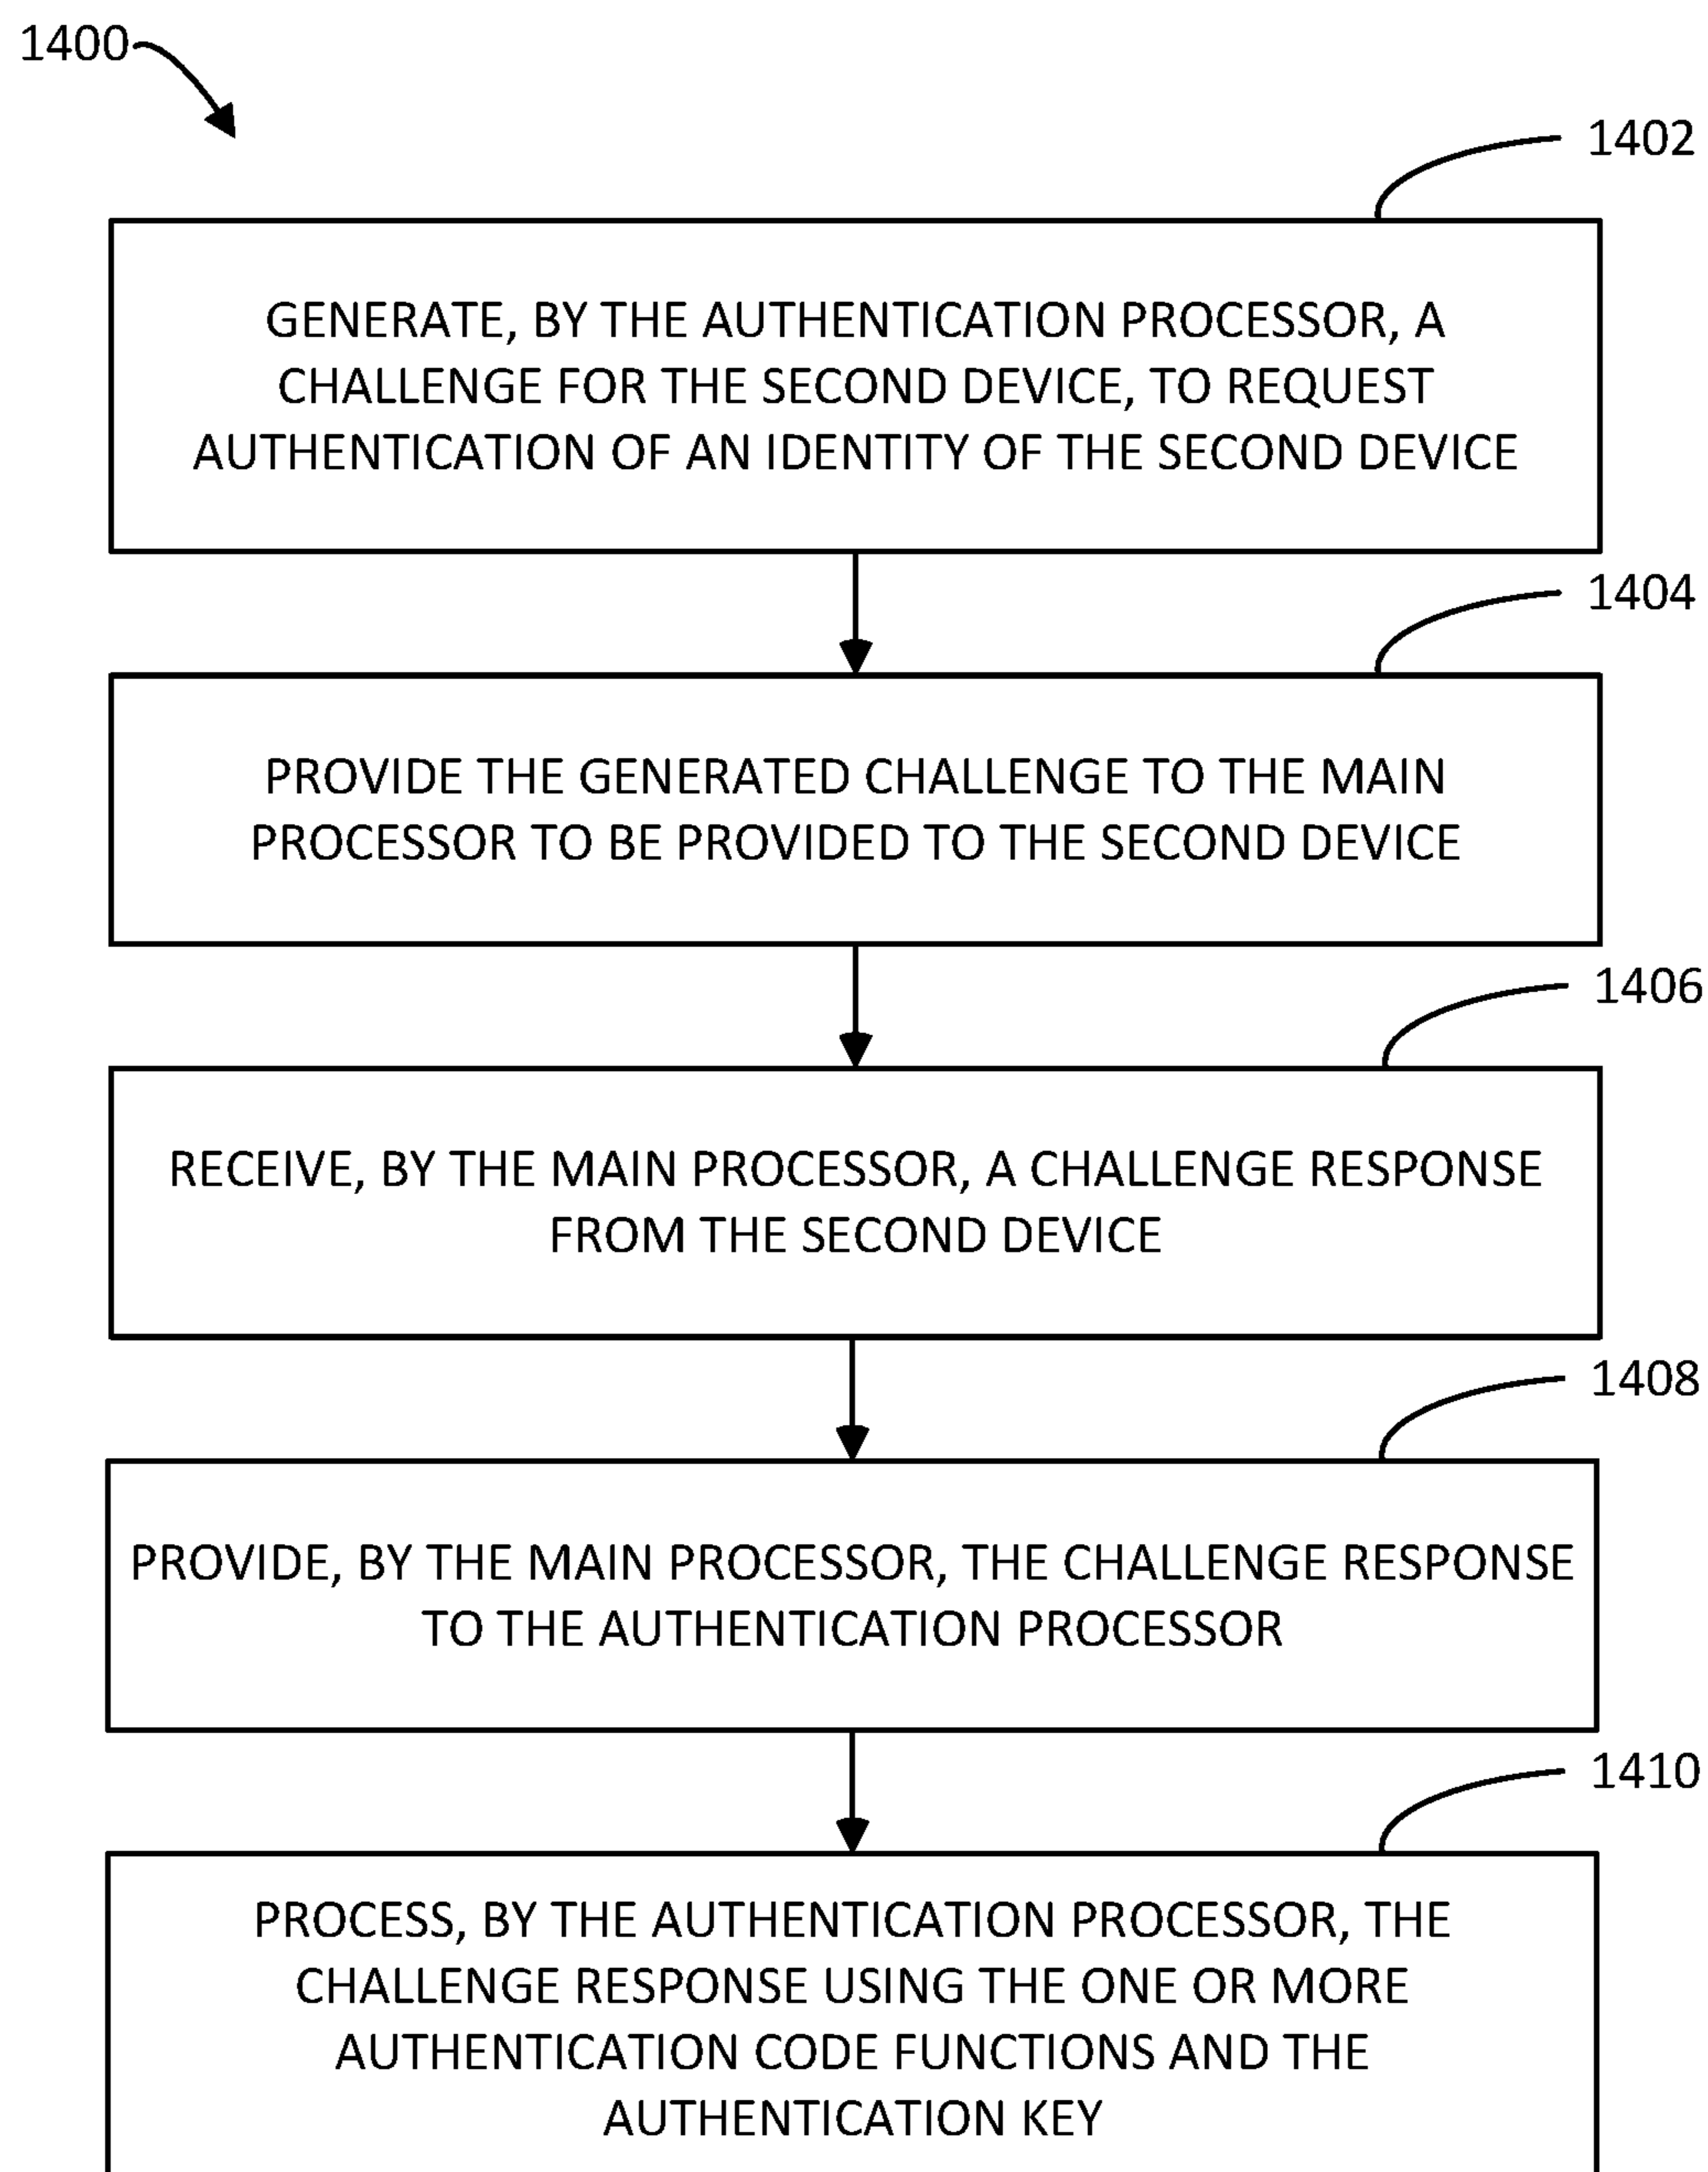 1400
1402
GENERATE, BY THE AUTHENTICATION PROCESSOR, A
CHALLENGE FOR THE SECOND DEVICE, TO REQUEST
AUTHENTICATION OF AN IDENTITY OF THE SECOND DEVICE
1404
PROVIDE THE GENERATED CHALLENGE TO THE MAIN
PROCESSOR TO BE PROVIDED TO THE SECOND DEVICE
1406
RECEIVE, BY THE MAIN PROCESSOR, A CHALLENGE RESPONSE
FROM THE SECOND DEVICE
1408
PROVIDE, BY THE MAIN PROCESSOR, THE CHALLENGE RESPONSE
TO THE AUTHENTICATION PROCESSOR
1410
PROCESS, BY THE AUTHENTICATION PROCESSOR, THE
CHALLENGE RESPONSE USING THE ONE OR MORE
AUTHENTICATION CODE FUNCTIONS AND THE
AUTHENTICATION KEY